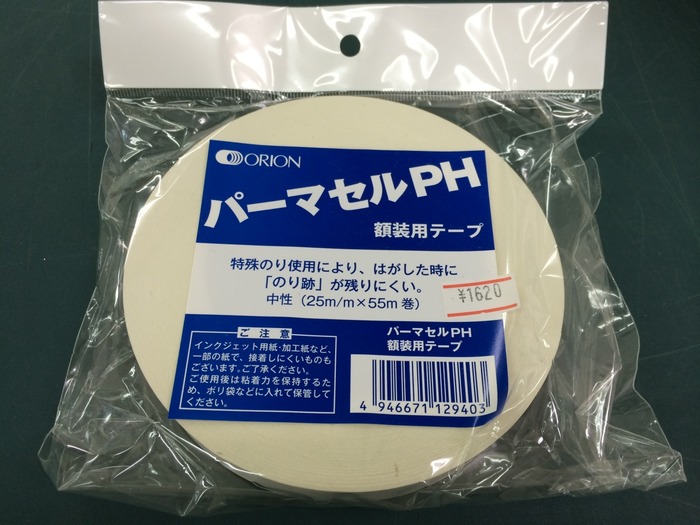 ORION
パーマセルPH
額装用テープ
特殊のり使用により、はがした時に
「のり跡」が残りにくい。
中性（25m/m×55m 巻）
¥1620
ご注意
インクジェット用紙・加工紙など、
一部の紙で、接着しにくいものも
ございます。ご了承ください。
ご使用後は粘着力を保持するた
め、ポリ袋などに入れて保管して
ください。
パーマセルPH
額装用テープ
4 946671 129403